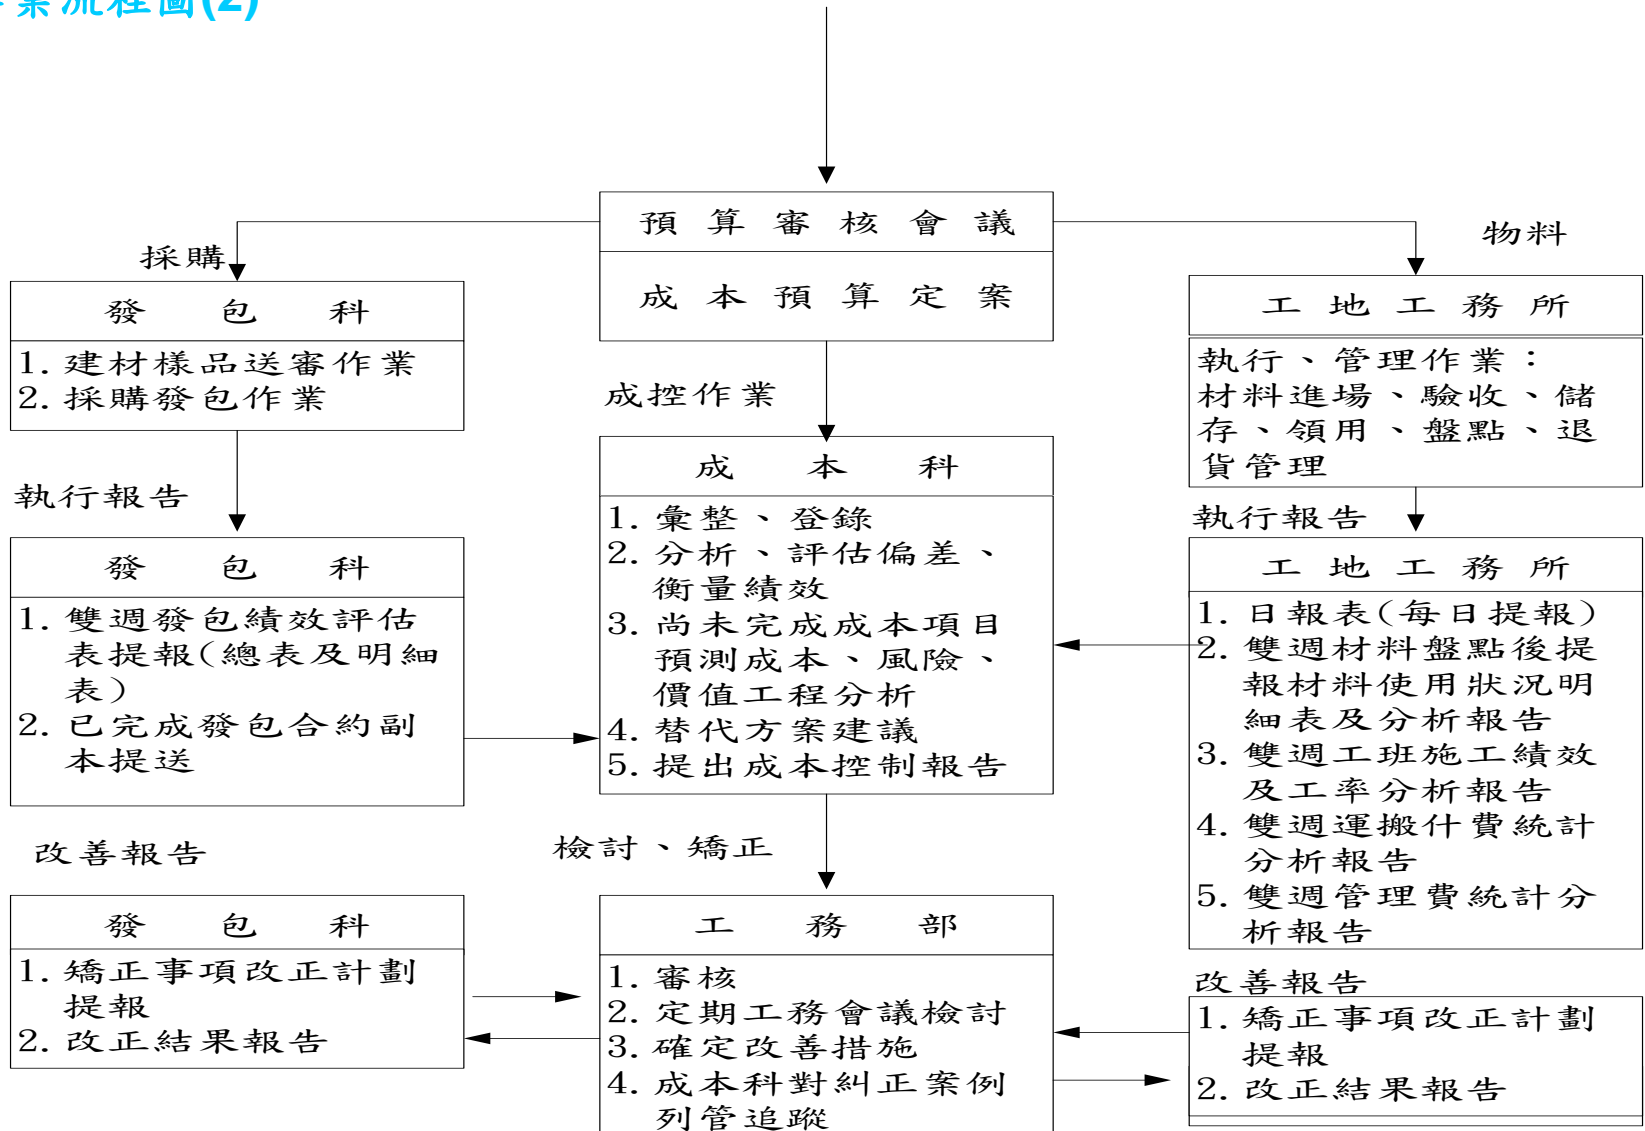 業流程圖(2)
預算審核會議
成本預算定案
採購
發包科
1. 建材樣品送審作業
2. 採購發包作業
執行報告
發包科
1. 雙週發包績效評估
表提報(總表及明細
表)
2. 已完成發包合約副
本提送
改善報告
發包科
1. 矯正事項改正計劃
提報
2. 改正結果報告
成控作業
成本科
1. 彙整、登錄
2. 分析、評估偏差、
衡量績效
3. 尚未完成成本項目
預測成本、風險、
價值工程分析
4. 替代方案建議
5. 提出成本控制報告
檢討、矯正
工務部
1. 審核
2. 定期工務會議檢討
3. 確定改善措施
4. 成本科對糾正案例
列管追蹤
物料
工地工務所
執行、管理作業：
材料進場、驗收、儲
存、領用、盤點、退
貨管理
執行報告
工地工務所
1. 日報表(每日提報)
2. 雙週材料盤點後提
報材料使用狀況明
細表及分析報告
3. 雙週工班施工績效
及工率分析報告
4. 雙週運搬什費統計
分析報告
5. 雙週管理費統計分
析報告
改善報告
1. 矯正事項改正計劃
提報
2. 改正結果報告